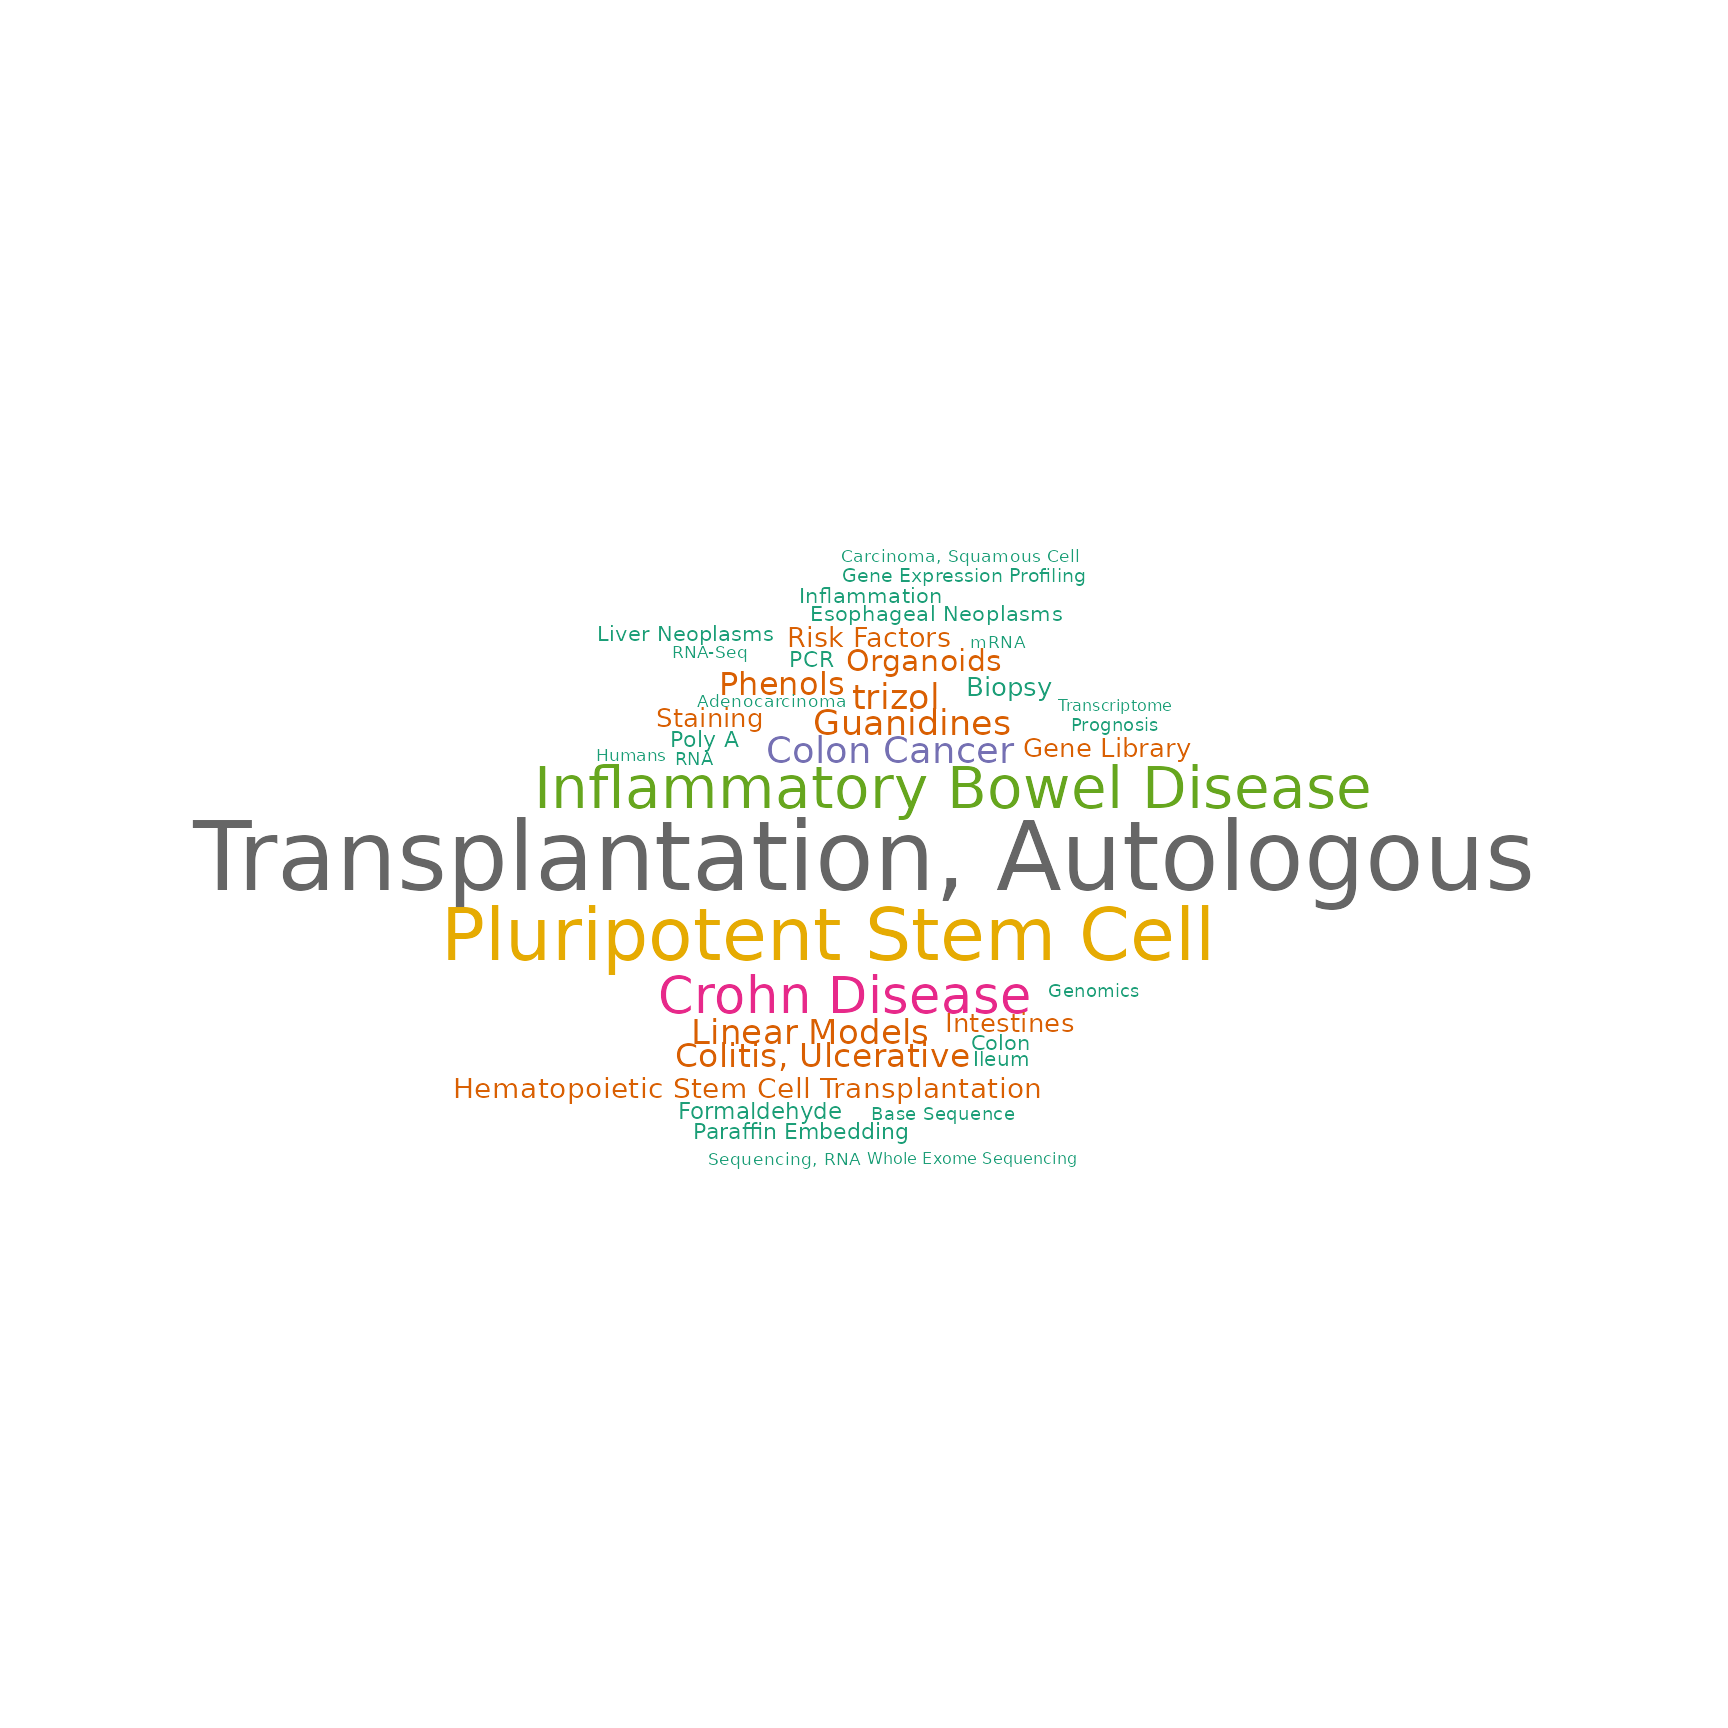 Carcinoma, Squamous Cell
Gene Expression Profiling
Inflammation
Esophageal Neoplasms
Liver Neoplasms
Risk Factors
mRNA
RNA-Seq
PCR
Organoids
Phenols
trizol
Biopsy
Adenocarcinoma
Transcriptome
Staining
Guanidines
Prognosis
Poly A
Colon Cancer
Gene Library
Humans
RNA
Inflammatory Bowel Disease
Transplantation, Autologous
Pluripotent Stem Cell
Crohn Disease
Genomics
Linear Models
Intestines
Colon
Colitis, Ulcerative
Ileum
Hematopoietic Stem Cell Transplantation
Formaldehyde
Base Sequence
Paraffin Embedding
Sequencing, RNA
Whole Exome Sequencing